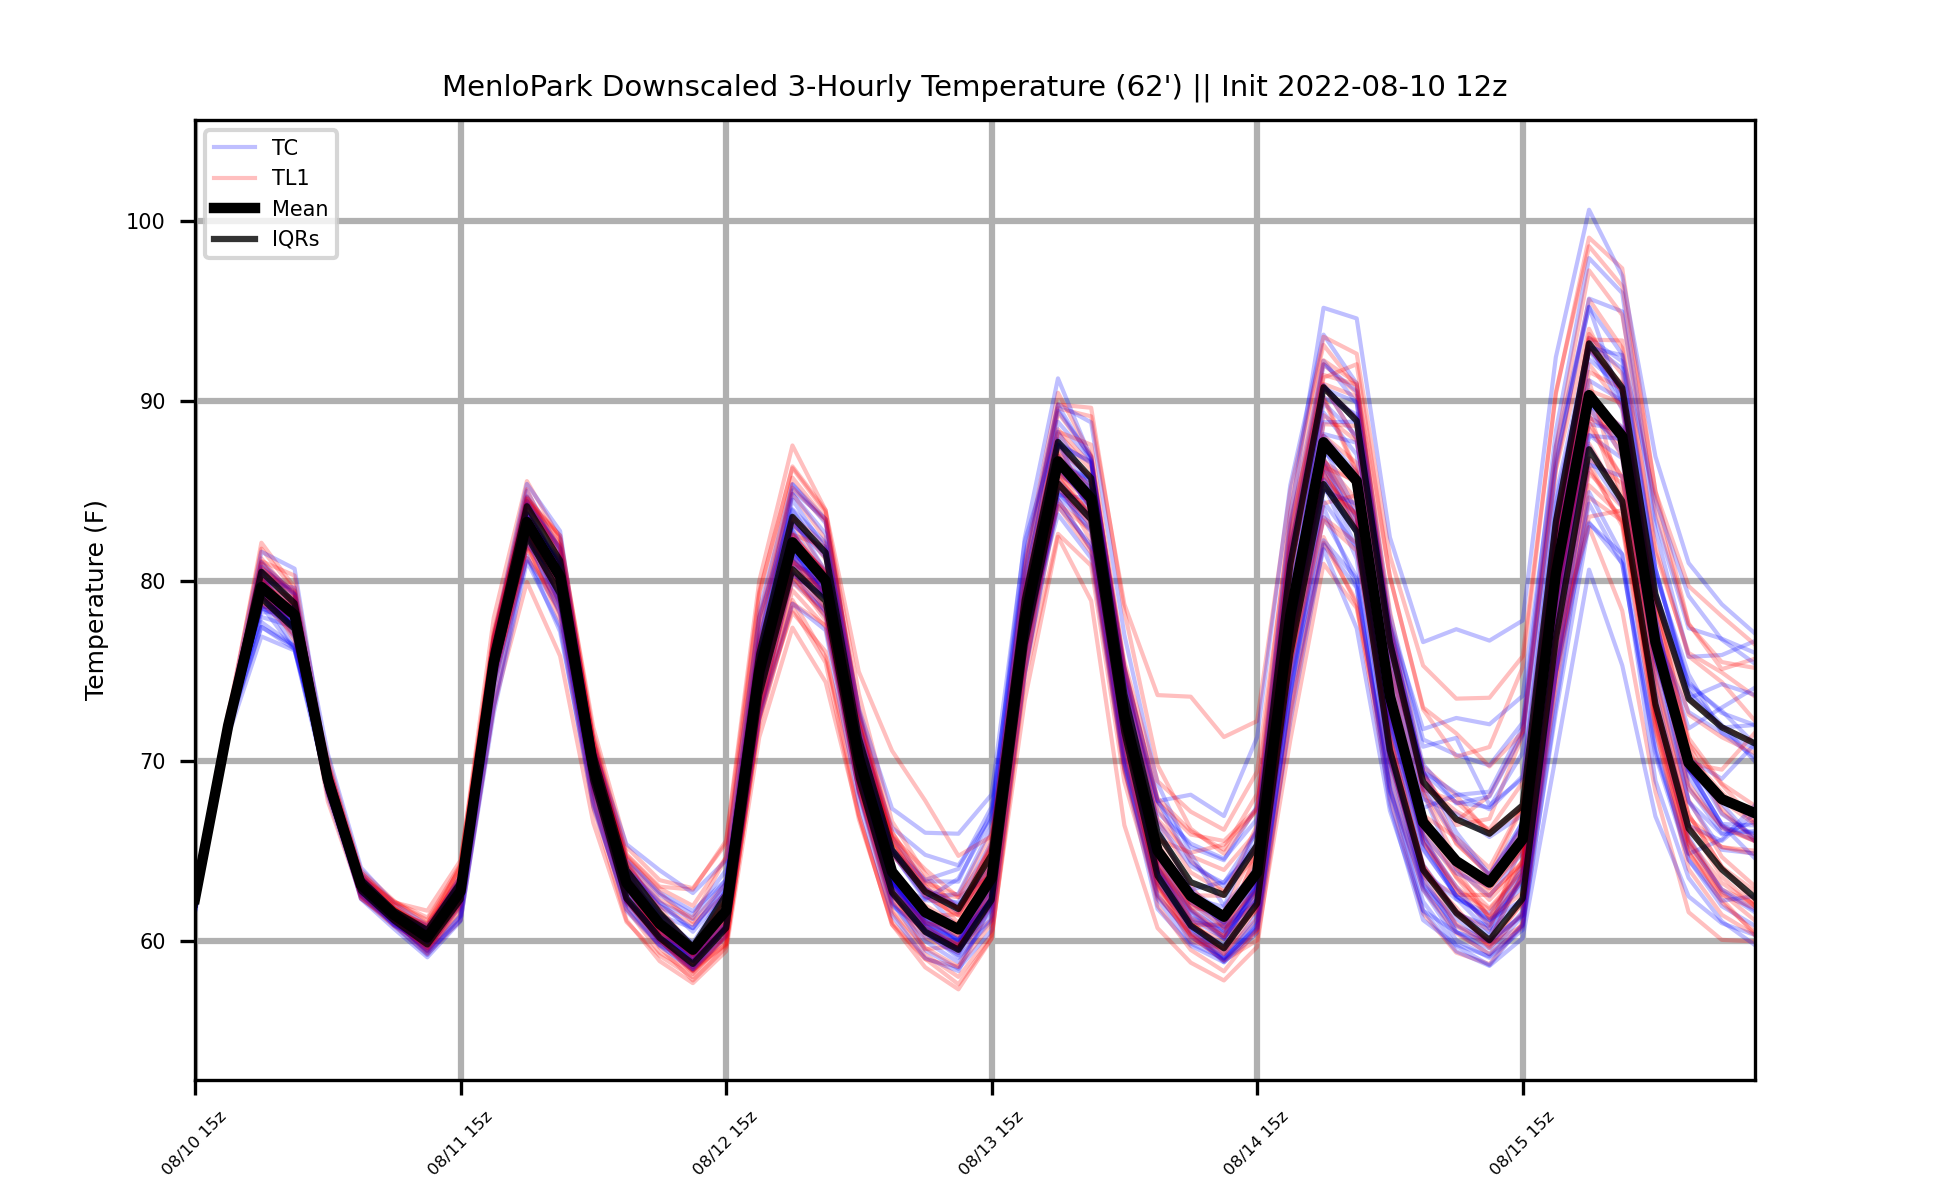 MenloPark Downscaled 3-Hourly Temperature (62') || Init 2022-08-10 12z
TC
TL1
Mean
IQRs
Temperature (F)
100
90
80
70
60
08/10 15z
08/11 15z
08/12 15z
08/13 15z
08/14 15z
08/15 15z